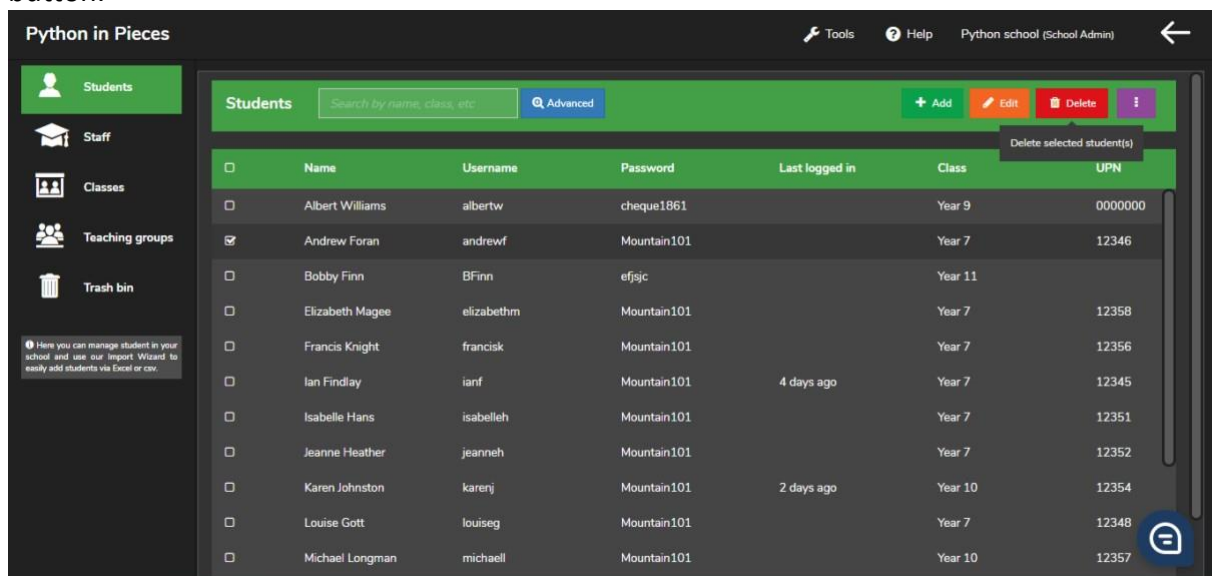 button.
Python in Pieces
Tools
Help
Python school (School Admin)
Students
Staff
Classes
Teaching groups
Trash bin
Here you can manage student in your
school and use our Import Wizard to
easily add students via Excel or csv.
Students
Search by name, class, etc
Advanced
Add
Edit
Delete
Delete selected student(s)
Name Username Password Last logged in Class UPN
Albert Williams albertw cheque1861 Year 9 0000000
Andrew Foran andrewf Mountain101 Year 7 12346
Bobby Finn BFinn efjsjc Year 11
Elizabeth Magee elizabethm Mountain101 Year 7 12358
Francis Knight francisk Mountain101 Year 7 12356
Ian Findlay ianf Mountain101 4 days ago Year 7 12345
Isabelle Hans isabelleh Mountain101 Year 7 12351
Jeanne Heather jeanneh Mountain101 Year 7 12352
Karen Johnston karenj Mountain101 2 days ago Year 10 12354
Louise Gott louiseg Mountain101 Year 7 12348
Michael Longman michaell Mountain101 Year 10 12357